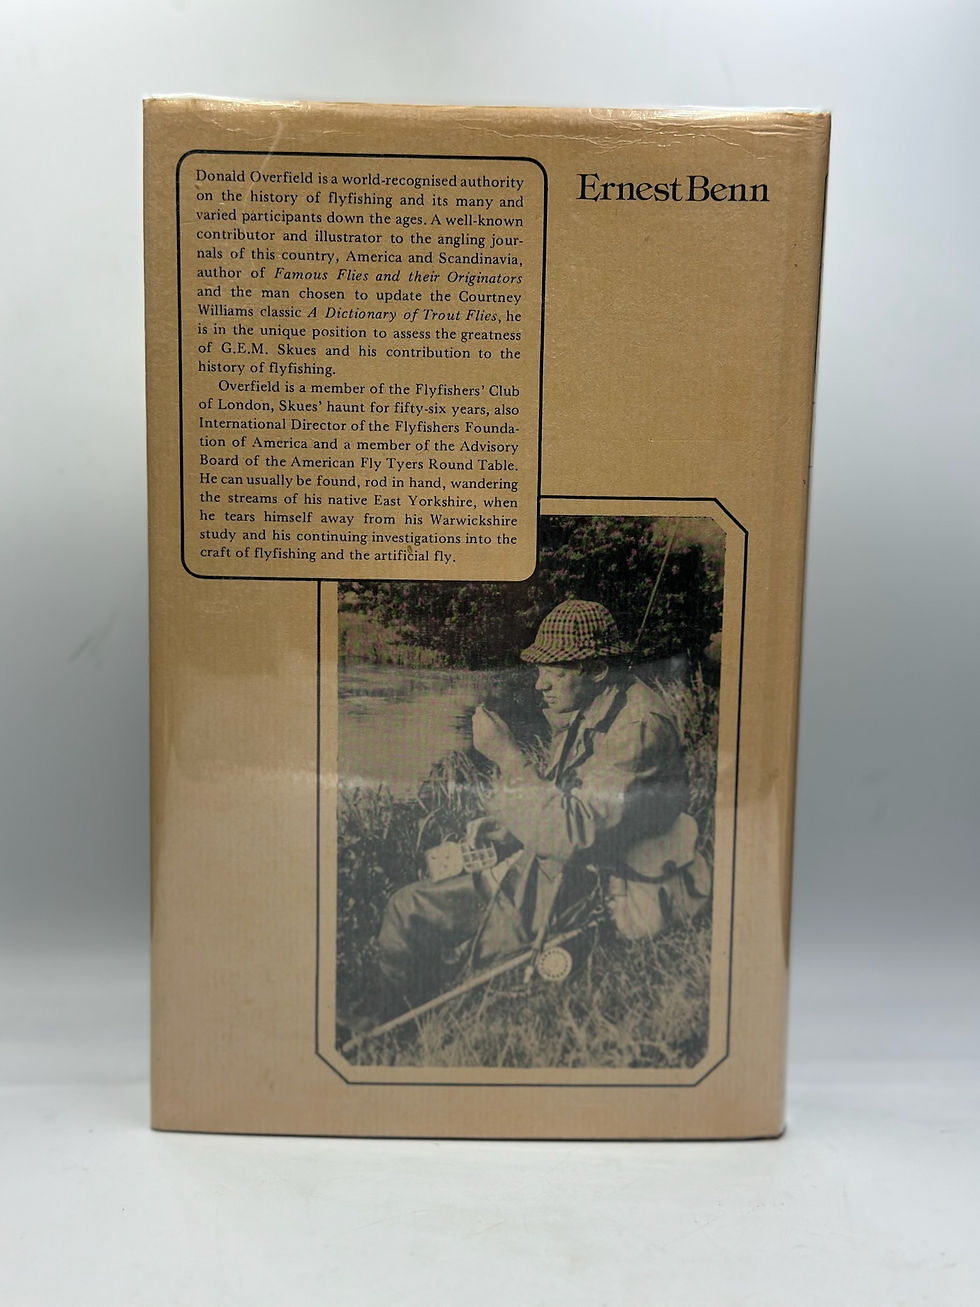 Donald Overfield is a world-recognised authority
on the history of flyfishing and its many and
varied participants down the ages. A well-known
contributor and illustrator to the angling jour-
nals of this country, America and Scandinavia,
author of Famous Flies and their Originators
and the man chosen to update the Courtney
Williams classic A Dictionary of Trout Flies, he
is in the unique position to assess the greatness
of G.E.M. Skues and his contribution to the
history of flyfishing.
Overfield is a member of the Flyfishers' Club
of London, Skues' haunt for fifty-six years, also
International Director of the Flyfishers Founda-
tion of America and a member of the Advisory
Board of the American Fly Tyers Round Table.
He can usually be found, rod in hand, wandering
the streams of his native East Yorkshire, when
he tears himself away from his Warwickshire
study and his continuing investigations into the
craft of flyfishing and the artificial fly.
Ernest Benn